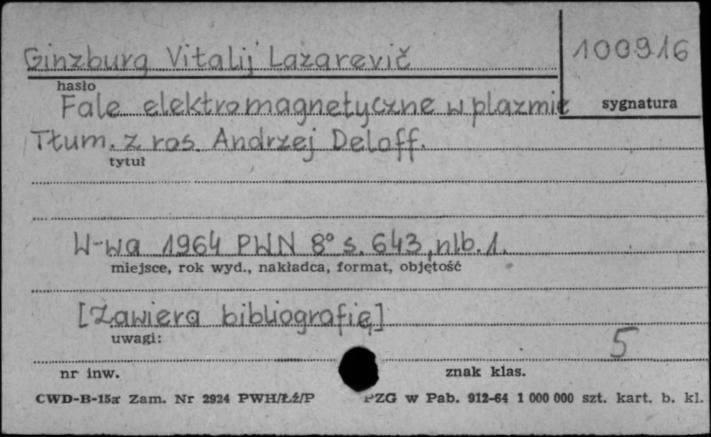 Ginzburg Vitalij Lazarevič
100916
hasło
sygnatura
Fale elektromagnetyczne w plazmie
Tłum. z ros. Andrzej Deloff.
tytuł
W-wa 1964 PWN 8° s. 643, nlb. 1.
miejsce, rok wyd., nakładca, format, objętość
[Zawiera bibliografię]
uwagi:
5
nr inw.
znak klas.
CWD-B-15a Zam. Nr 2924 PWH/Łź/P PZG w Pab. 912-64 1 000 000 szt. kart. b. kl.